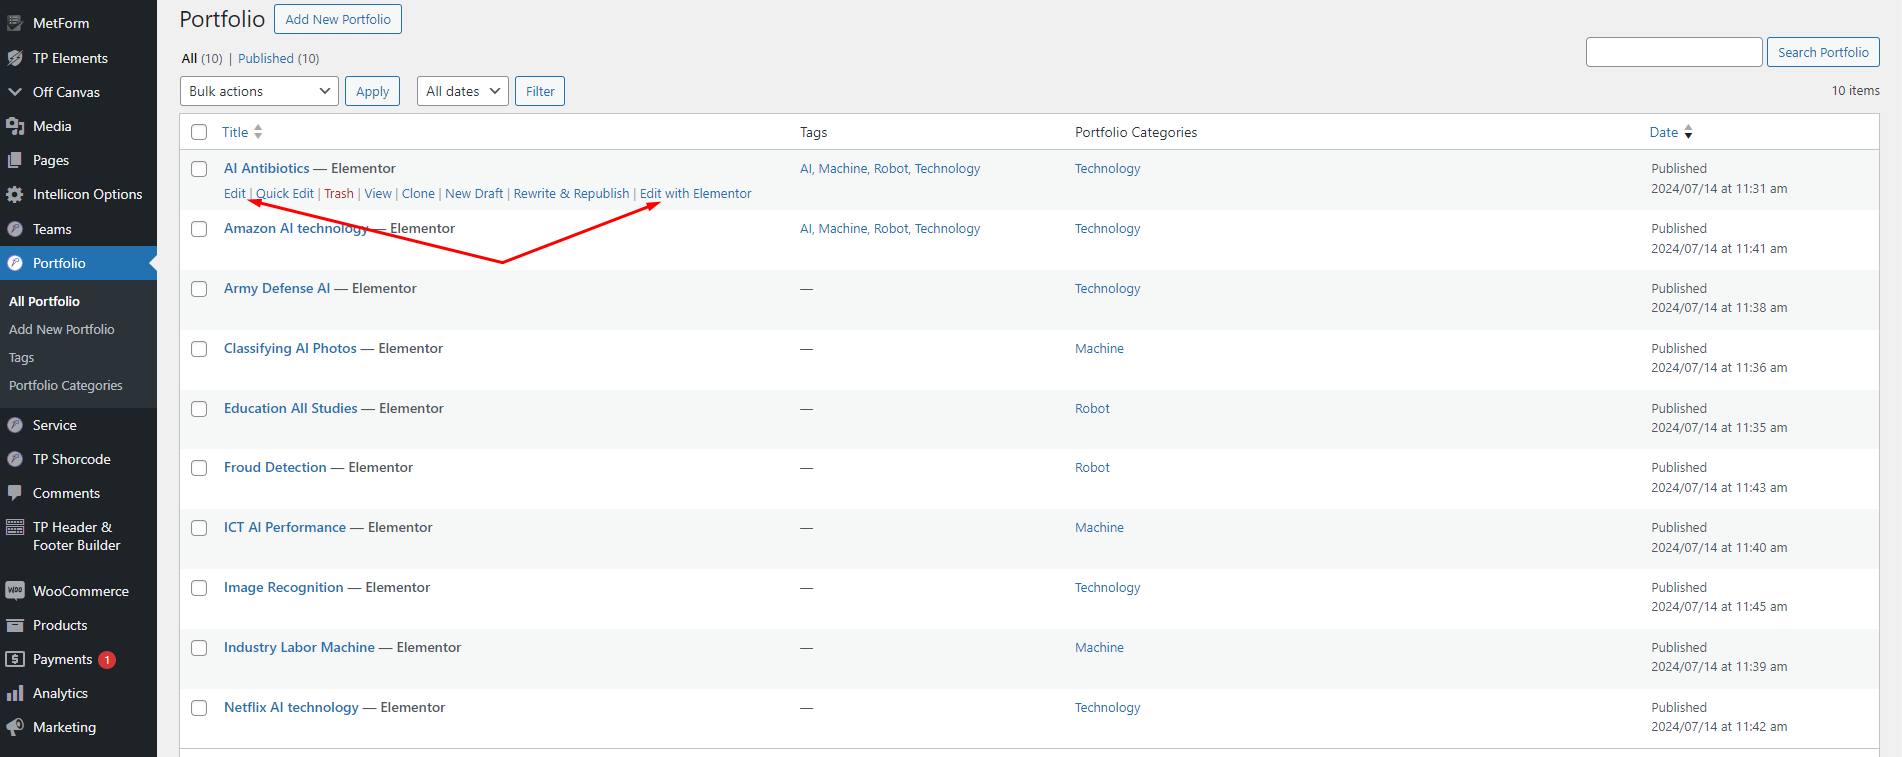 MetForm
TP Elements
Off Canvas
Media
Pages
Intellicon Options
Teams
Portfolio
All Portfolio
Add New Portfolio
Tags
Portfolio Categories
Service
TP Shorcode
Comments
TP Header &
Footer Builder
WooCommerce
Products
Payments 1
Analytics
Marketing
Portfolio Add New Portfolio
All (10) | Published (10)
Search Portfolio
Bulk actions Apply All dates Filter
10 items
Title Tags Portfolio Categories Date
AI Antibiotics — Elementor AI, Machine, Robot, Technology Technology Published
Edit | Quick Edit | Trash | View | Clone | New Draft | Rewrite & Republish | Edit with Elementor 2024/07/14 at 11:31 am
Amazon AI technology — Elementor AI, Machine, Robot, Technology Technology Published
2024/07/14 at 11:41 am
Army Defense AI — Elementor — Technology Published
2024/07/14 at 11:38 am
Classifying AI Photos — Elementor — Machine Published
2024/07/14 at 11:36 am
Education All Studies — Elementor — Robot Published
2024/07/14 at 11:35 am
Froud Detection — Elementor — Robot Published
2024/07/14 at 11:43 am
ICT AI Performance — Elementor — Machine Published
2024/07/14 at 11:40 am
Image Recognition — Elementor — Technology Published
2024/07/14 at 11:45 am
Industry Labor Machine — Elementor — Machine Published
2024/07/14 at 11:39 am
Netflix AI technology — Elementor — Technology Published
2024/07/14 at 11:42 am